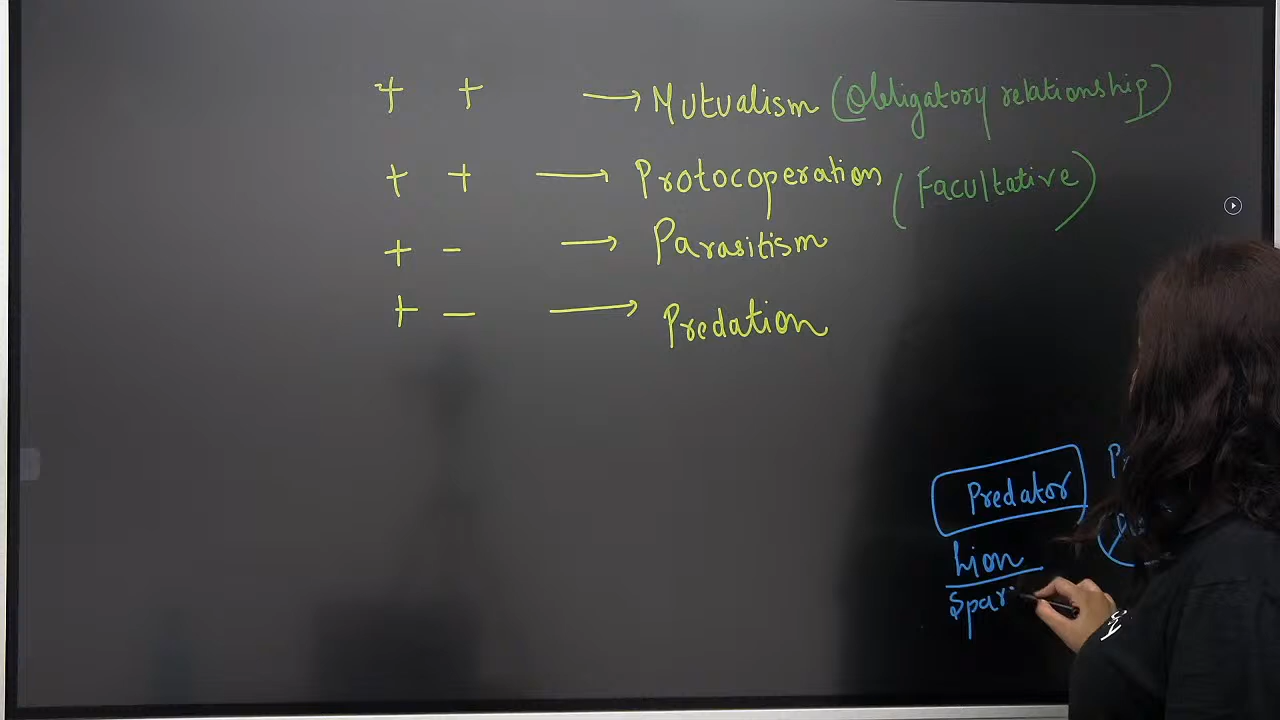 + + → Mutualism (Obligatory relationship)
+ + → Protocoperation (Facultative)
+ - → Parasitism
+ - → Predation
Predator
Lion
Spar